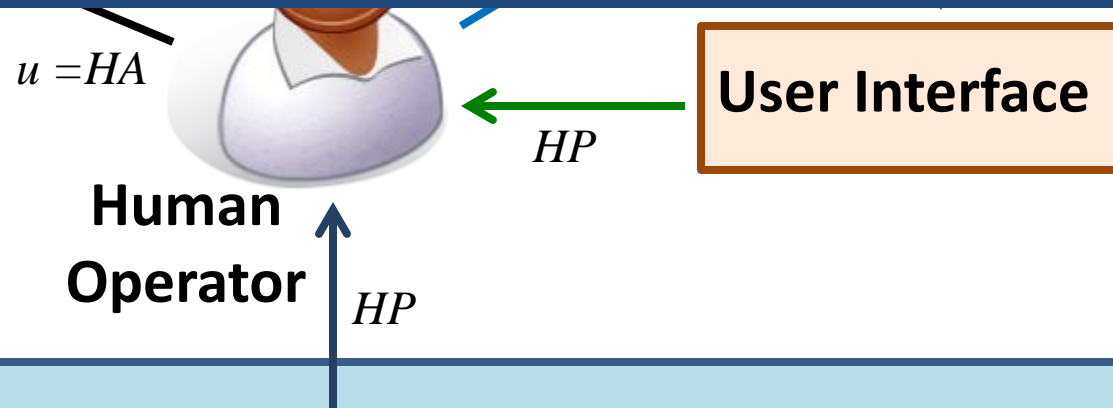 u =HA
User Interface
HP
Human
Operator
HP